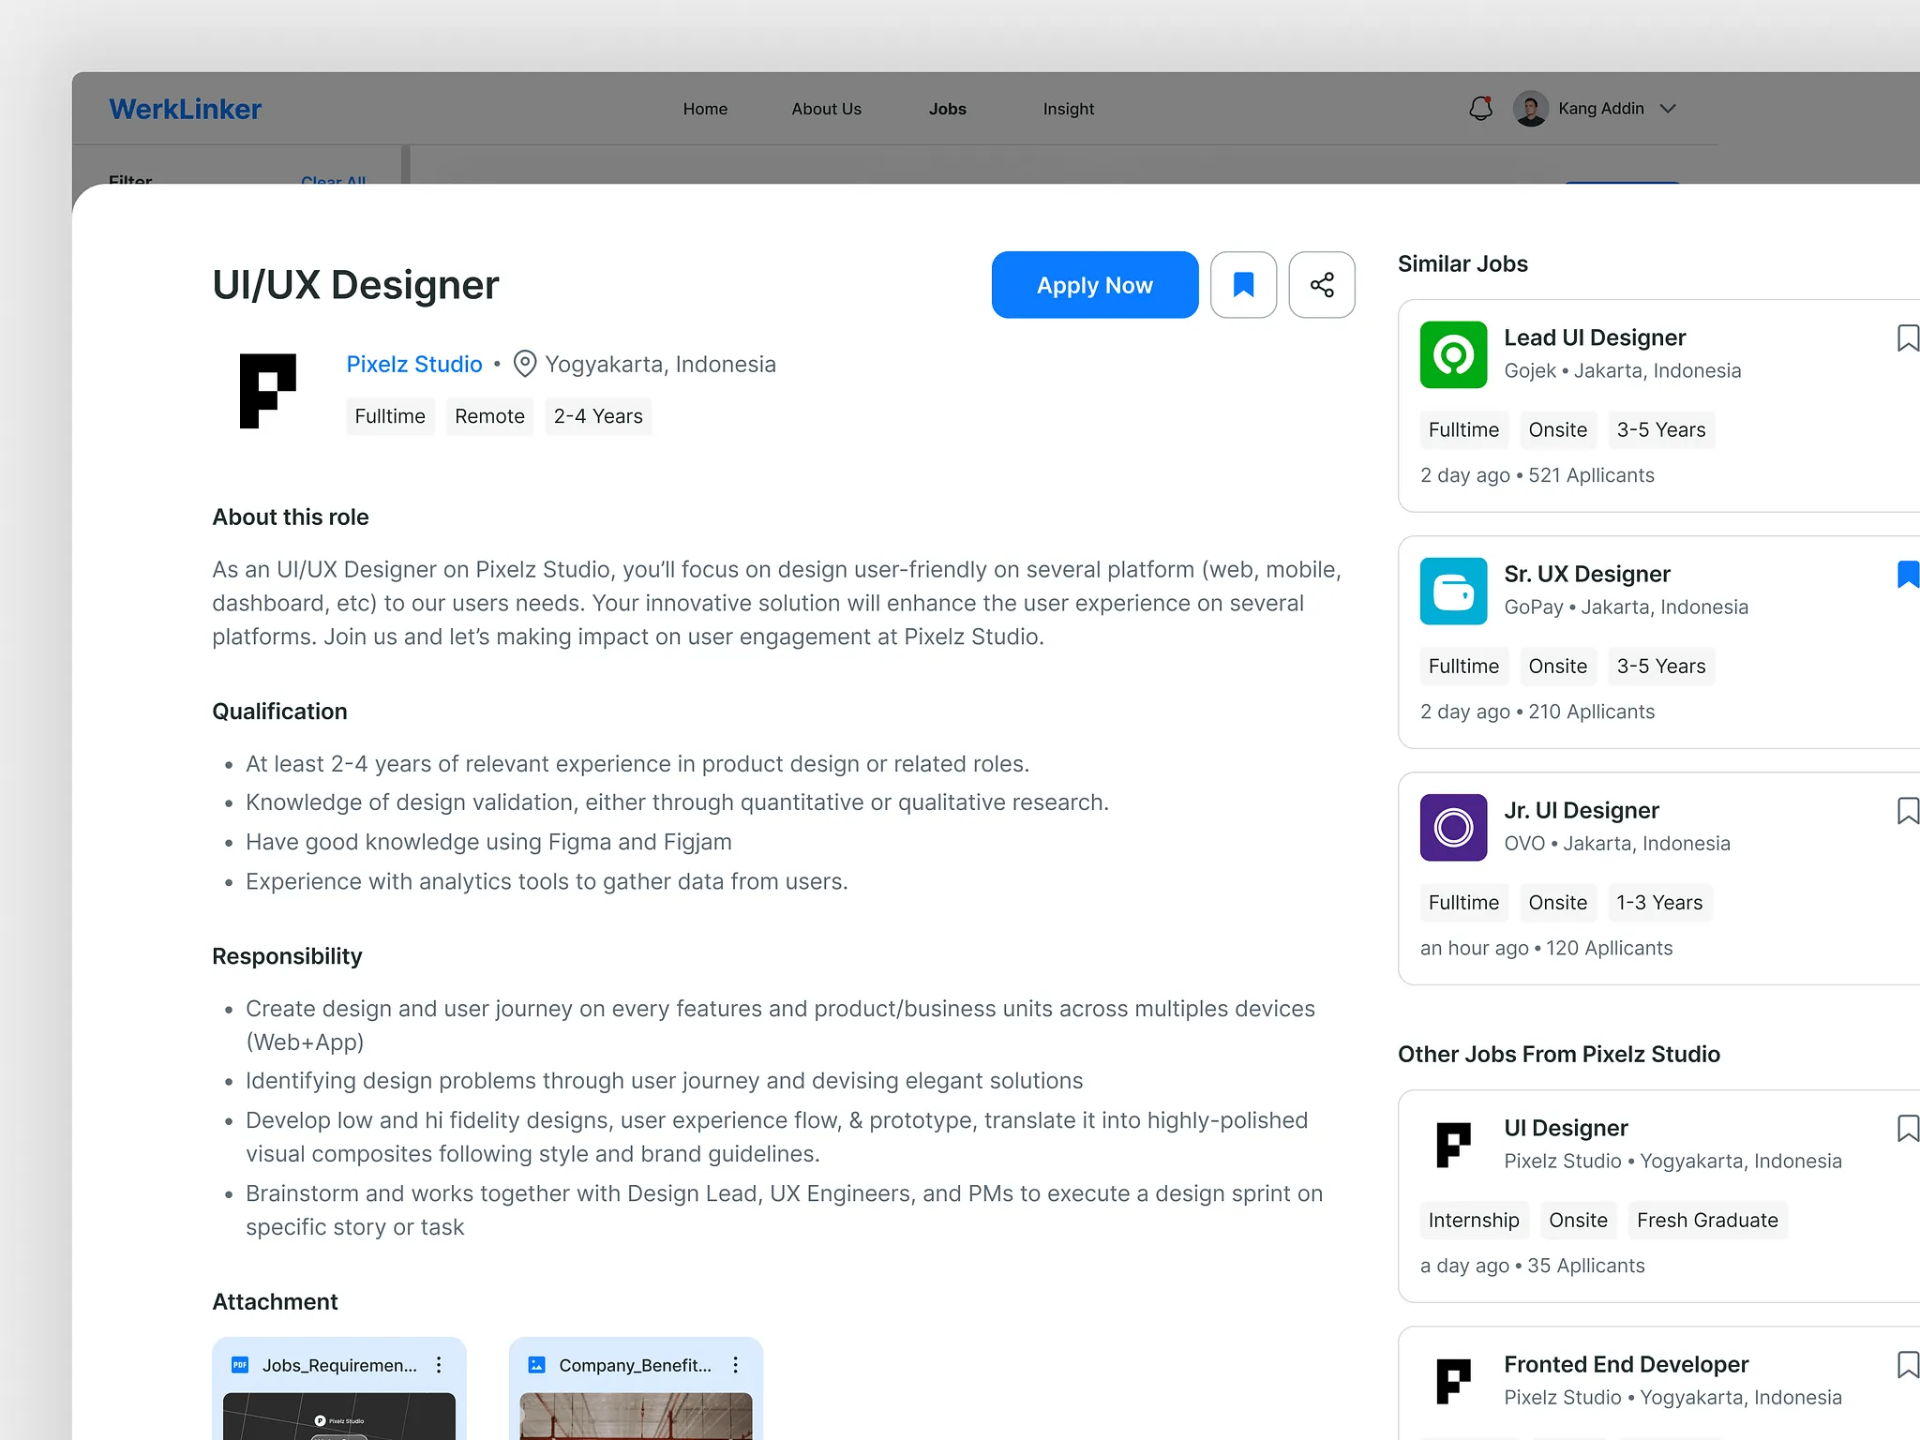 WerkLinker
Home
About Us
Jobs
Insight
Kang Addin
Filter
Clear All
UI/UX Designer
Apply Now
Pixelz Studio • Yogyakarta, Indonesia
Fulltime
Remote
2-4 Years
About this role
As an UI/UX Designer on Pixelz Studio, you’ll focus on design user-friendly on several platform (web, mobile,
dashboard, etc) to our users needs. Your innovative solution will enhance the user experience on several
platforms. Join us and let’s making impact on user engagement at Pixelz Studio.
Qualification
• At least 2-4 years of relevant experience in product design or related roles.
• Knowledge of design validation, either through quantitative or qualitative research.
• Have good knowledge using Figma and Figjam
• Experience with analytics tools to gather data from users.
Responsibility
• Create design and user journey on every features and product/business units across multiples devices
(Web+App)
• Identifying design problems through user journey and devising elegant solutions
• Develop low and hi fidelity designs, user experience flow, & prototype, translate it into highly-polished
visual composites following style and brand guidelines.
• Brainstorm and works together with Design Lead, UX Engineers, and PMs to execute a design sprint on
specific story or task
Attachment
PDF
Jobs_Requiremen...
Pixelz Studio
Company_Benefit...
Similar Jobs
Lead UI Designer
Gojek • Jakarta, Indonesia
Fulltime
Onsite
3-5 Years
2 day ago • 521 Apllicants
Sr. UX Designer
GoPay • Jakarta, Indonesia
Fulltime
Onsite
3-5 Years
2 day ago • 210 Apllicants
Jr. UI Designer
OVO • Jakarta, Indonesia
Fulltime
Onsite
1-3 Years
an hour ago • 120 Apllicants
Other Jobs From Pixelz Studio
UI Designer
Pixelz Studio • Yogyakarta, Indonesia
Internship
Onsite
Fresh Graduate
a day ago • 35 Apllicants
Fronted End Developer
Pixelz Studio • Yogyakarta, Indonesia